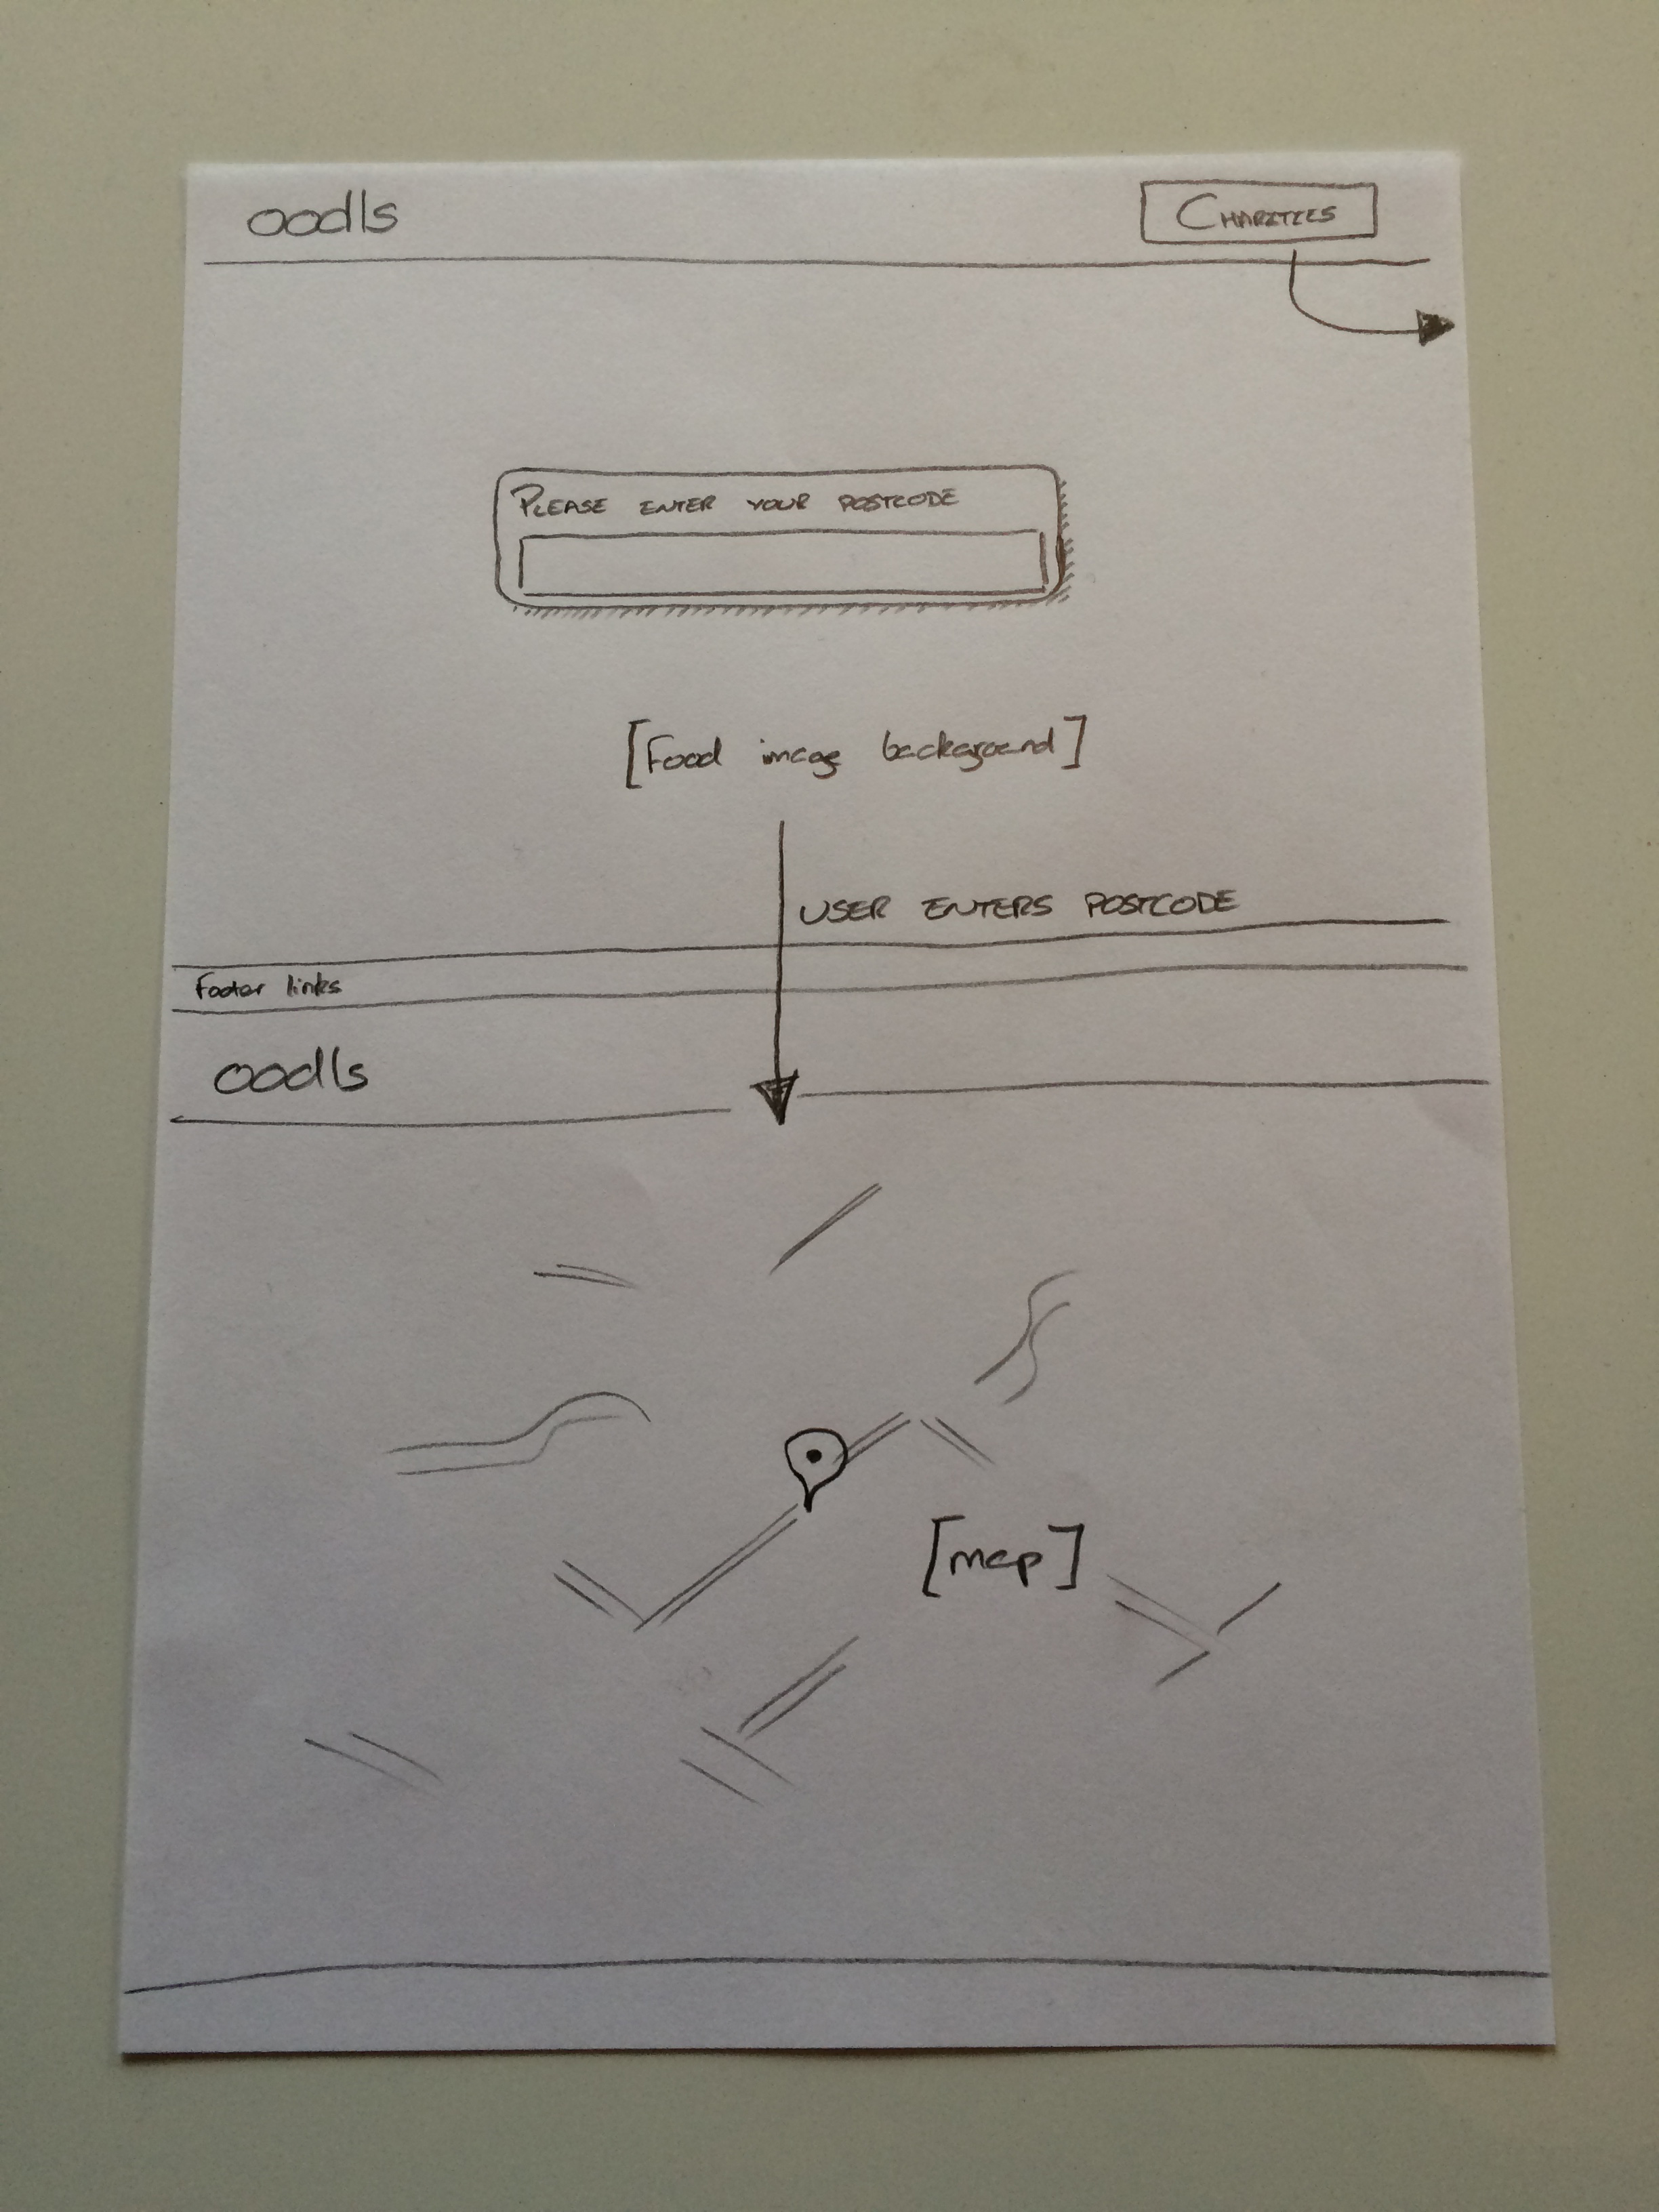 oodls
CHARITIES
PLEASE ENTER YOUR POSTCODE
[Food image background]
USER ENTERS POSTCODE
Footer links
oodls
[map]